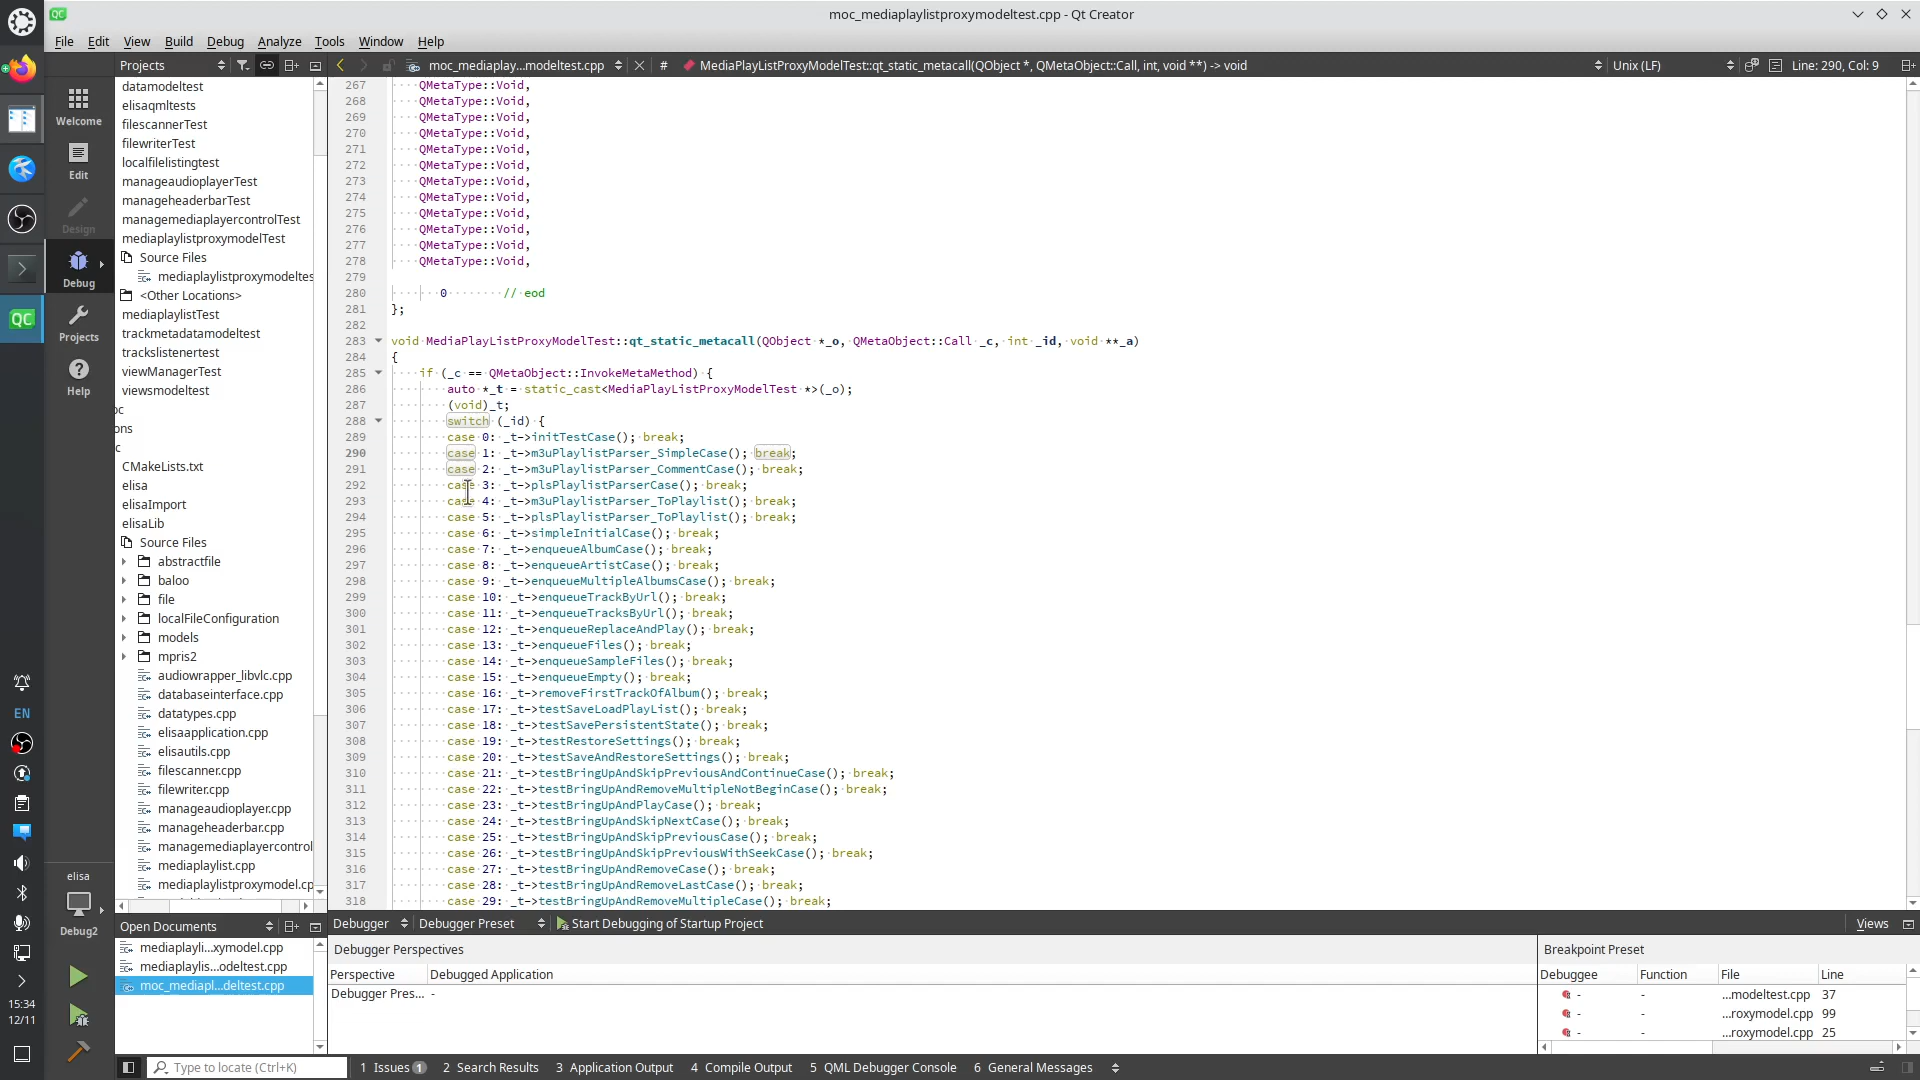 moc_mediaplaylistproxymodeltest.cpp - Qt Creator
File Edit View Build Debug Analyze Tools Window Help
Projects
moc_mediaplay...modeltest.cpp
#
MediaPlayListProxyModelTest::qt_static_metacall(QObject *, QMetaObject::Call, int, void **) -> void
Unix (LF)
Line: 290, Col: 9
Welcome
Edit
Design
Debug
Projects
Help
elisa
Debug2
EN
15:34
12/11
datamodeltest
elisaqmltests
filescannerTest
filewriterTest
localfilelistingtest
manageaudioplayerTest
manageheaderbarTest
managemediaplayercontrolTest
mediaplaylistproxymodelTest
Source Files
mediaplaylistproxymodeltes
<Other Locations>
mediaplaylistTest
trackmetadatamodeltest
trackslistenertest
viewManagerTest
viewsmodeltest
oc
ons
c
CMakeLists.txt
elisa
elisaImport
elisaLib
Source Files
abstractfile
baloo
file
localFileConfiguration
models
mpris2
audiowrapper_libvlc.cpp
databaseinterface.cpp
datatypes.cpp
elisaapplication.cpp
elisautils.cpp
filescanner.cpp
filewriter.cpp
manageaudioplayer.cpp
manageheaderbar.cpp
managemediaplayercontrol
mediaplaylist.cpp
mediaplaylistproxymodel.cp
Open Documents
mediaplayli...xymodel.cpp
mediaplaylis...odeltest.cpp
moc_mediapl...deltest.cpp
267 QMetaType::Void,
268 QMetaType::Void,
269 QMetaType::Void,
270 QMetaType::Void,
271 QMetaType::Void,
272 QMetaType::Void,
273 QMetaType::Void,
274 QMetaType::Void,
275 QMetaType::Void,
276 QMetaType::Void,
277 QMetaType::Void,
278 QMetaType::Void,
279
280 0 // eod
281 };
282
283 void MediaPlayListProxyModelTest::qt_static_metacall(QObject *_o, QMetaObject::Call _c, int _id, void **_a)
284 {
285 if (_c == QMetaObject::InvokeMetaMethod) {
286 auto *_t = static_cast<MediaPlayListProxyModelTest *>(_o);
287 (void)_t;
288 switch (_id) {
289 case 0: _t->initTestCase(); break;
290 case 1: _t->m3uPlaylistParser_SimpleCase(); break;
291 case 2: _t->m3uPlaylistParser_CommentCase(); break;
292 case 3: _t->plsPlaylistParserCase(); break;
293 case 4: _t->m3uPlaylistParser_ToPlaylist(); break;
294 case 5: _t->plsPlaylistParser_ToPlaylist(); break;
295 case 6: _t->simpleInitialCase(); break;
296 case 7: _t->enqueueAlbumCase(); break;
297 case 8: _t->enqueueArtistCase(); break;
298 case 9: _t->enqueueMultipleAlbumsCase(); break;
299 case 10: _t->enqueueTrackByUrl(); break;
300 case 11: _t->enqueueTracksByUrl(); break;
301 case 12: _t->enqueueReplaceAndPlay(); break;
302 case 13: _t->enqueueFiles(); break;
303 case 14: _t->enqueueSampleFiles(); break;
304 case 15: _t->enqueueEmpty(); break;
305 case 16: _t->removeFirstTrackOfAlbum(); break;
306 case 17: _t->testSaveLoadPlayList(); break;
307 case 18: _t->testSavePersistentState(); break;
308 case 19: _t->testRestoreSettings(); break;
309 case 20: _t->testSaveAndRestoreSettings(); break;
310 case 21: _t->testBringUpAndSkipPreviousAndContinueCase(); break;
311 case 22: _t->testBringUpAndRemoveMultipleNotBeginCase(); break;
312 case 23: _t->testBringUpAndPlayCase(); break;
313 case 24: _t->testBringUpAndSkipNextCase(); break;
314 case 25: _t->testBringUpAndSkipPreviousCase(); break;
315 case 26: _t->testBringUpAndSkipPreviousWithSeekCase(); break;
316 case 27: _t->testBringUpAndRemoveCase(); break;
317 case 28: _t->testBringUpAndRemoveLastCase(); break;
318 case 29: _t->testBringUpAndRemoveMultipleCase(); break;
Debugger Debugger Preset Start Debugging of Startup Project Views
Debugger Perspectives
Perspective Debugged Application
Debugger Pres... -
Breakpoint Preset
Debuggee Function File Line
- - ...modeltest.cpp 37
- - ...roxymodel.cpp 99
- - ...roxymodel.cpp 25
Type to locate (Ctrl+K)
1 Issues 1 2 Search Results 3 Application Output 4 Compile Output 5 QML Debugger Console 6 General Messages
QC
QC